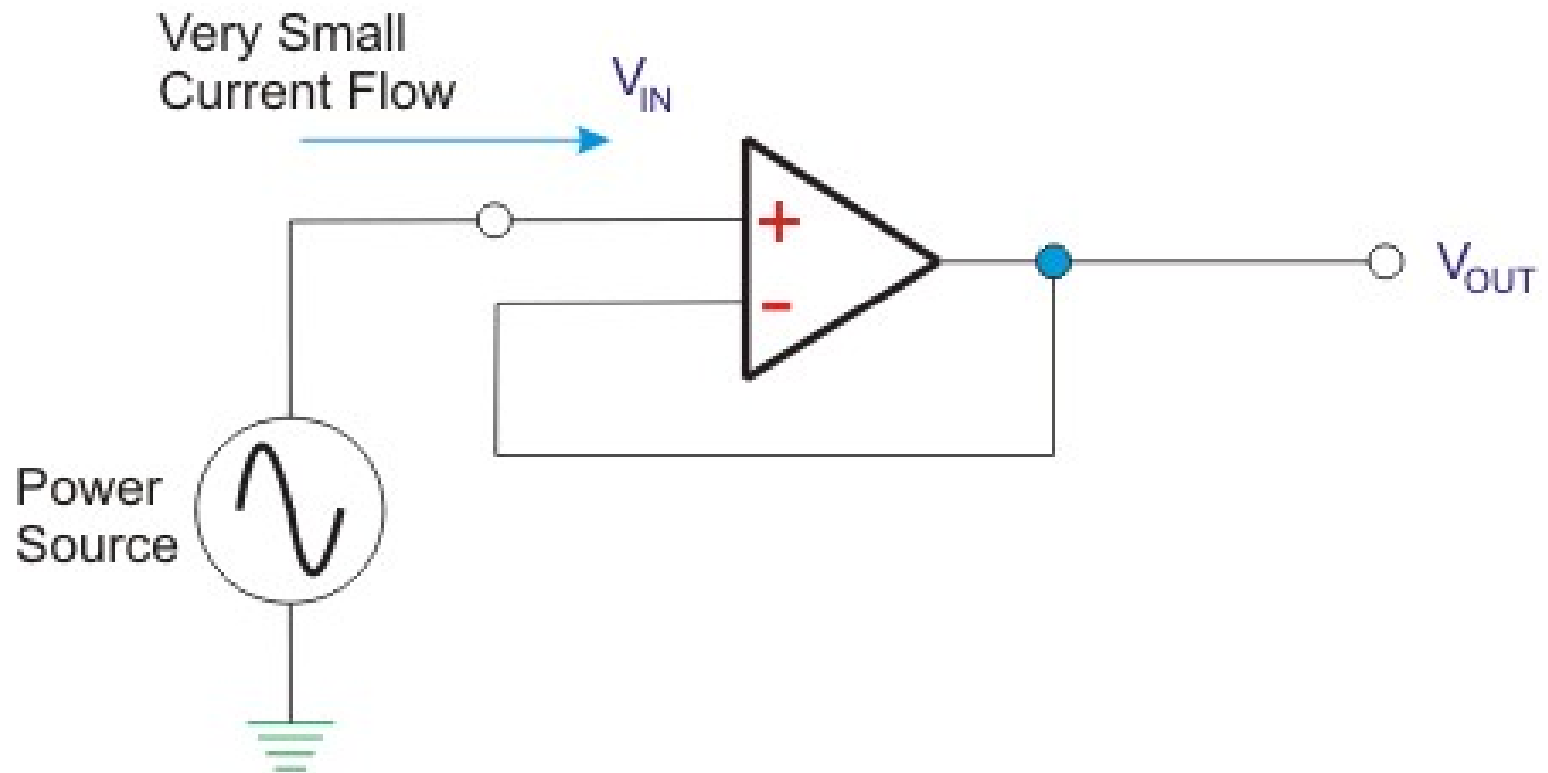 Very Small
Current Flow
VIN
+
-
VOUT
Power
Source